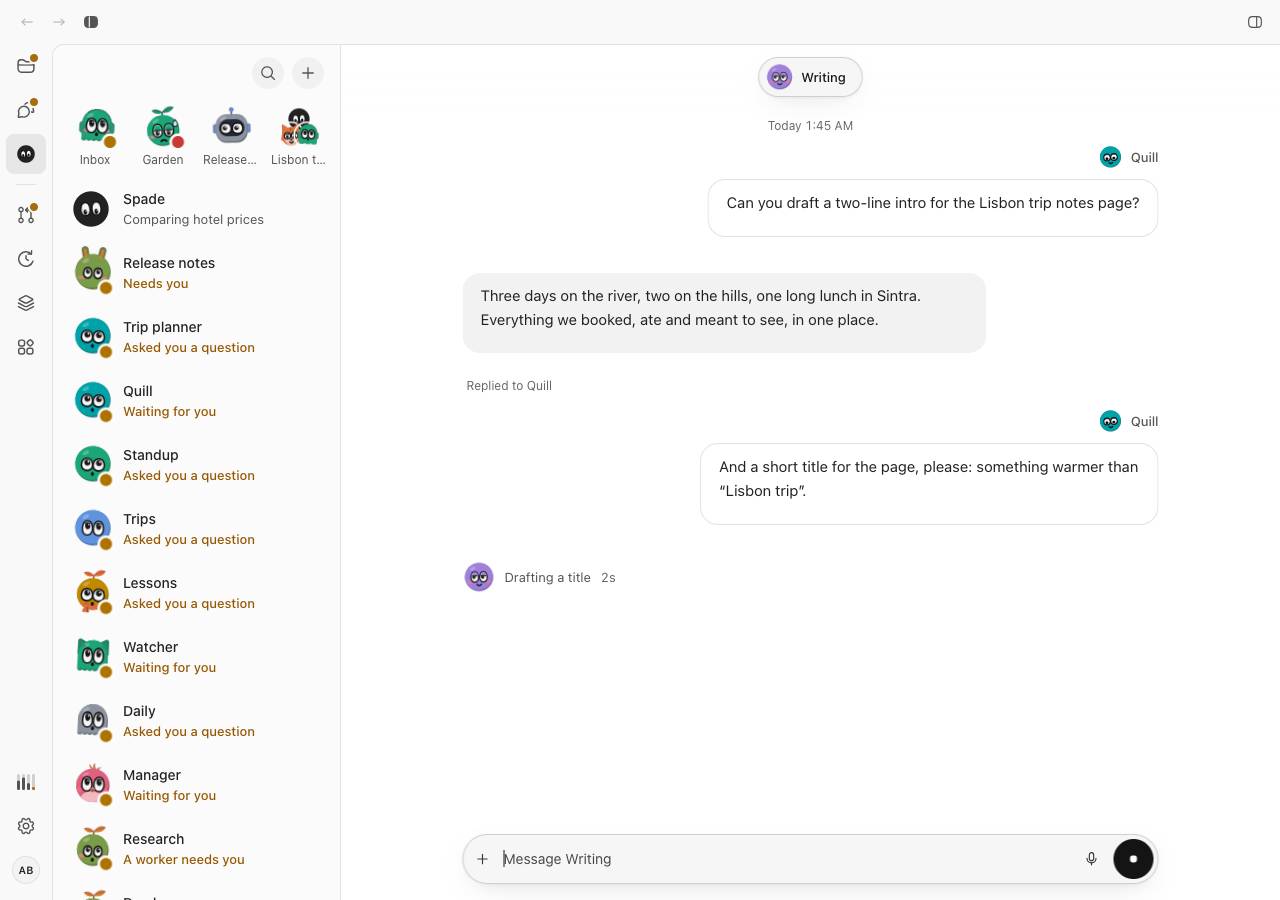 Inbox
Garden
Release...
Lisbon t...
Spade
Comparing hotel prices
Release notes
Needs you
Trip planner
Asked you a question
Quill
Waiting for you
Standup
Asked you a question
Trips
Asked you a question
Lessons
Asked you a question
Watcher
Waiting for you
Daily
Asked you a question
Manager
Waiting for you
Research
A worker needs you
AB
Writing
Today 1:45 AM
Quill
Can you draft a two-line intro for the Lisbon trip notes page?
Three days on the river, two on the hills, one long lunch in Sintra.
Everything we booked, ate and meant to see, in one place.
Replied to Quill
Quill
And a short title for the page, please: something warmer than
“Lisbon trip”.
Drafting a title 2s
Message Writing